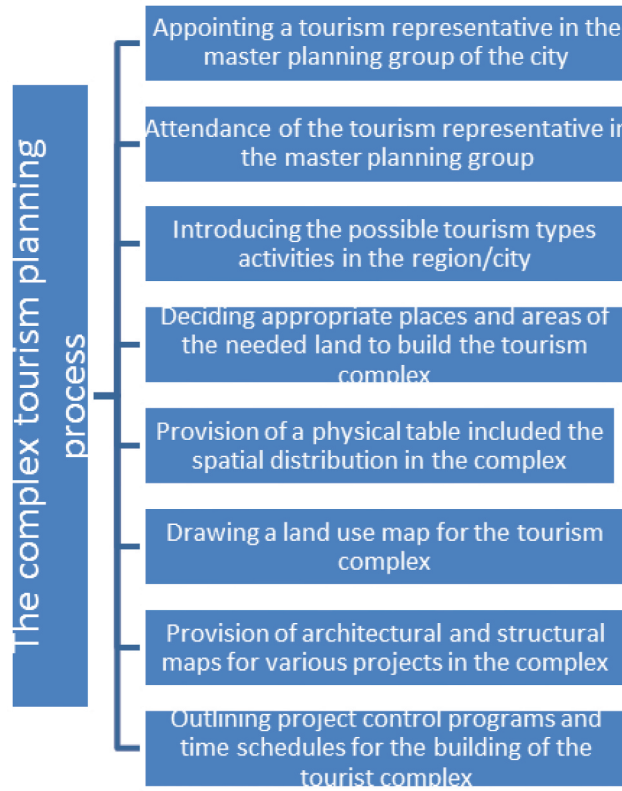 The complex tourism planning
process
Appointing a tourism representative in the
master planning group of the city
Attendance of the tourism representative in
the master planning group
Introducing the possible tourism types
activities in the region/city
Deciding appropriate places and areas of
the needed land to build the tourism
complex
Provision of a physical table included the
spatial distribution in the complex
Drawing a land use map for the tourism
complex
Provision of architectural and structural
maps for various projects in the complex
Outlining project control programs and
time schedules for the building of the
tourist complex